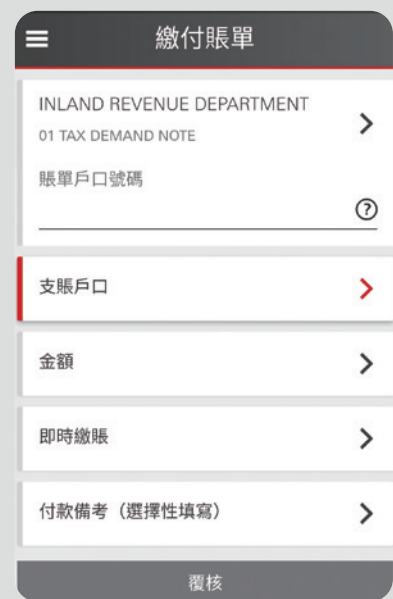 繳付賬單
INLAND REVENUE DEPARTMENT
01 TAX DEMAND NOTE
賬單戶口號碼
?
支賬戶口
金額
即時繳賬
付款備考（選擇性填寫）
覆核